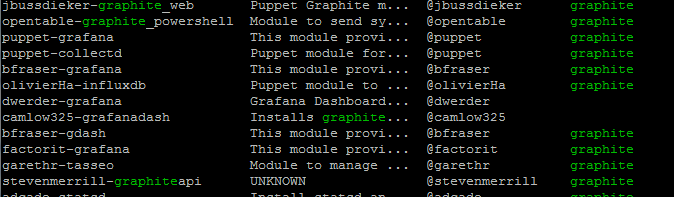 jbussdieker-graphite_web Puppet Graphite m... @jbussdieker graphite
opentable-graphite_powershell Module to send sy... @opentable graphite
puppet-grafana This module provi... @puppet graphite
puppet-collectd Puppet module for... @puppet graphite
bfraser-grafana This module provi... @bfraser graphite
olivierHa-influxdb Puppet module to ... @olivierHa graphite
dwerder-grafana Grafana Dashboard... @dwerder
camlow325-grafanadash Installs graphite... @camlow325
bfraser-gdash This module provi... @bfraser graphite
factorit-grafana This module provi... @factorit graphite
garethr-tasseo Module to manage ... @garethr graphite
stevenmerrill-graphiteapi UNKNOWN @stevenmerrill graphite